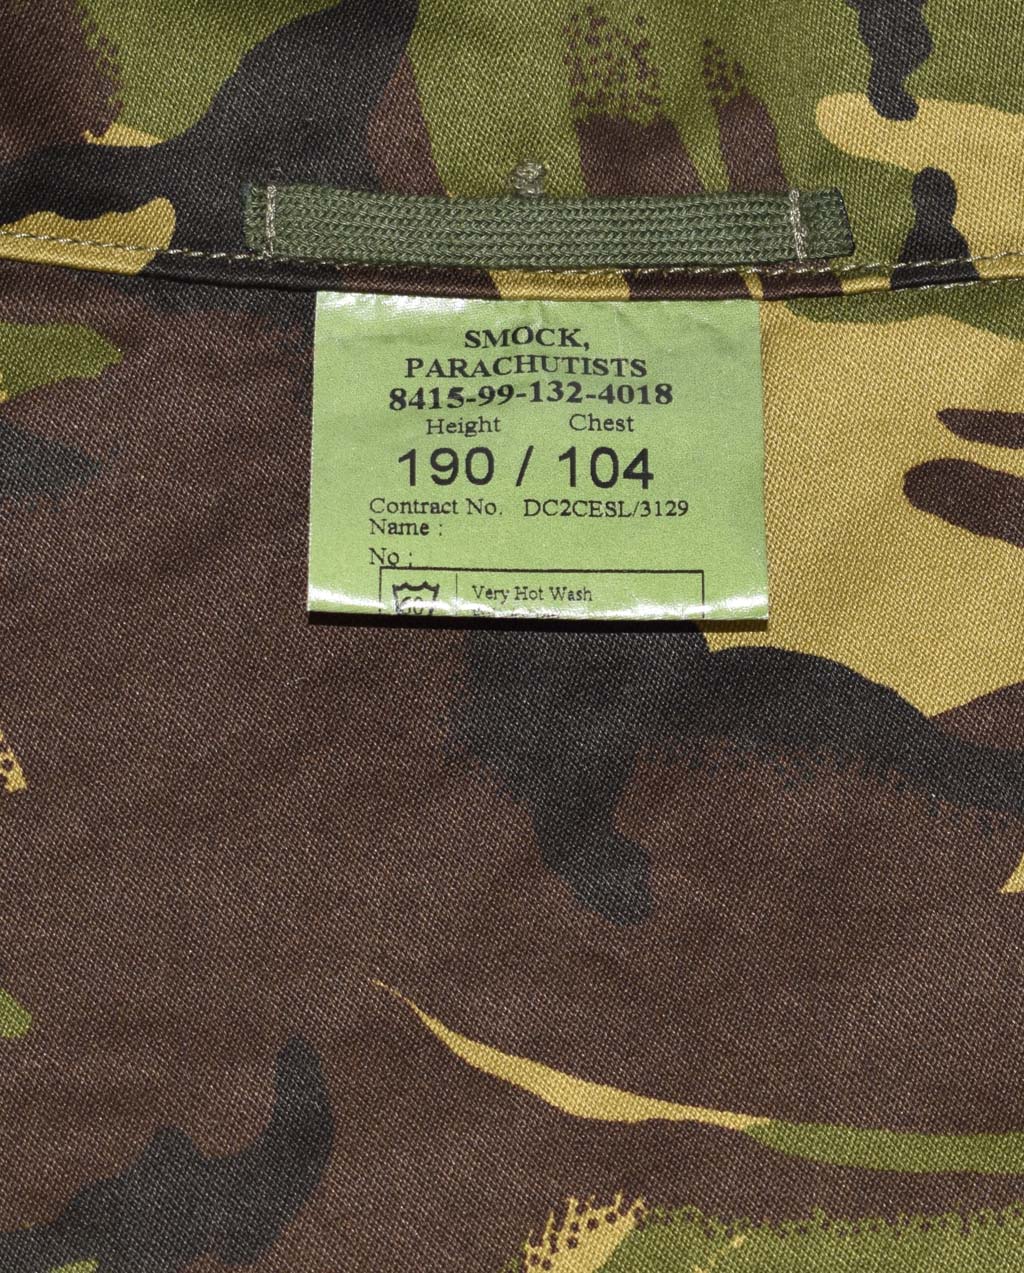 SMOCK,
PARACHUTISTS
8415-99-132-4018
Height Chest
190 / 104
Contract No. DC2CESL/3129
Name :
No :
60 Very Hot Wash